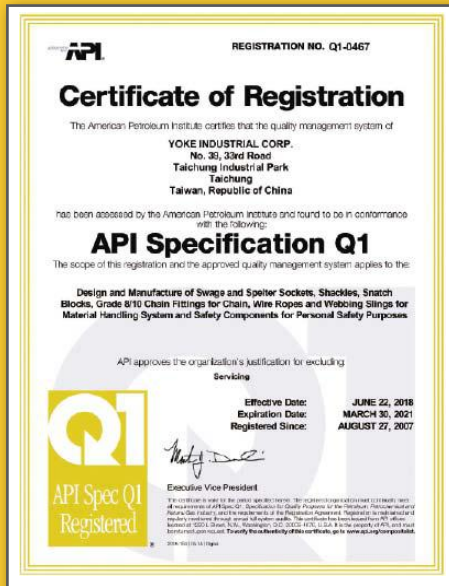 API.
REGISTRATION NO. Q1-0467
Certificate of Registration
The American Petroleum Institute certifies that the quality management system of
YOKE INDUSTRIAL CORP.
No. 39, 33rd Road
Taichung Industrial Park
Taichung
Taiwan, Republic of China
has been assessed by the American Petroleum Institute and found to be in conformance
with the following:
API Specification Q1
The scope of this registration and the approved quality management system applies to the:
Design and Manufacture of Swage and Spelter Sockets, Shackles, Snatch
Blocks, Grade 8/10 Chain Fittings for Chain, Wire Ropes and Webbing Slings for
Material Handling System and Safety Components for Personal Safety Purposes
API approves the organization's justification for excluding:
Servicing
Effective Date: JUNE 22, 2018
Expiration Date: MARCH 30, 2021
Registered Since: AUGUST 27, 2007
Q1
API Spec Q1
Registered
Executive Vice President